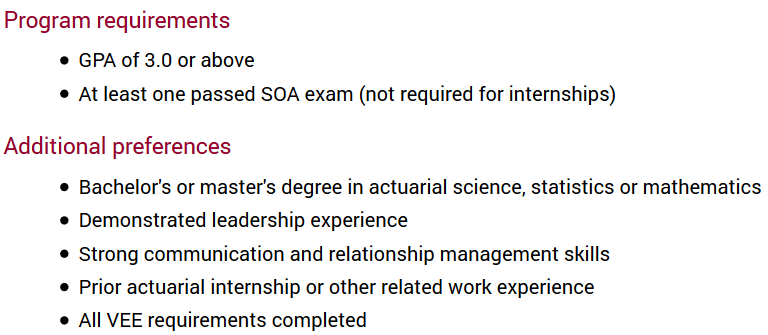 Program requirements
• GPA of 3.0 or above
• At least one passed SOA exam (not required for internships)
Additional preferences
• Bachelor's or master's degree in actuarial science, statistics or mathematics
• Demonstrated leadership experience
• Strong communication and relationship management skills
• Prior actuarial internship or other related work experience
• All VEE requirements completed